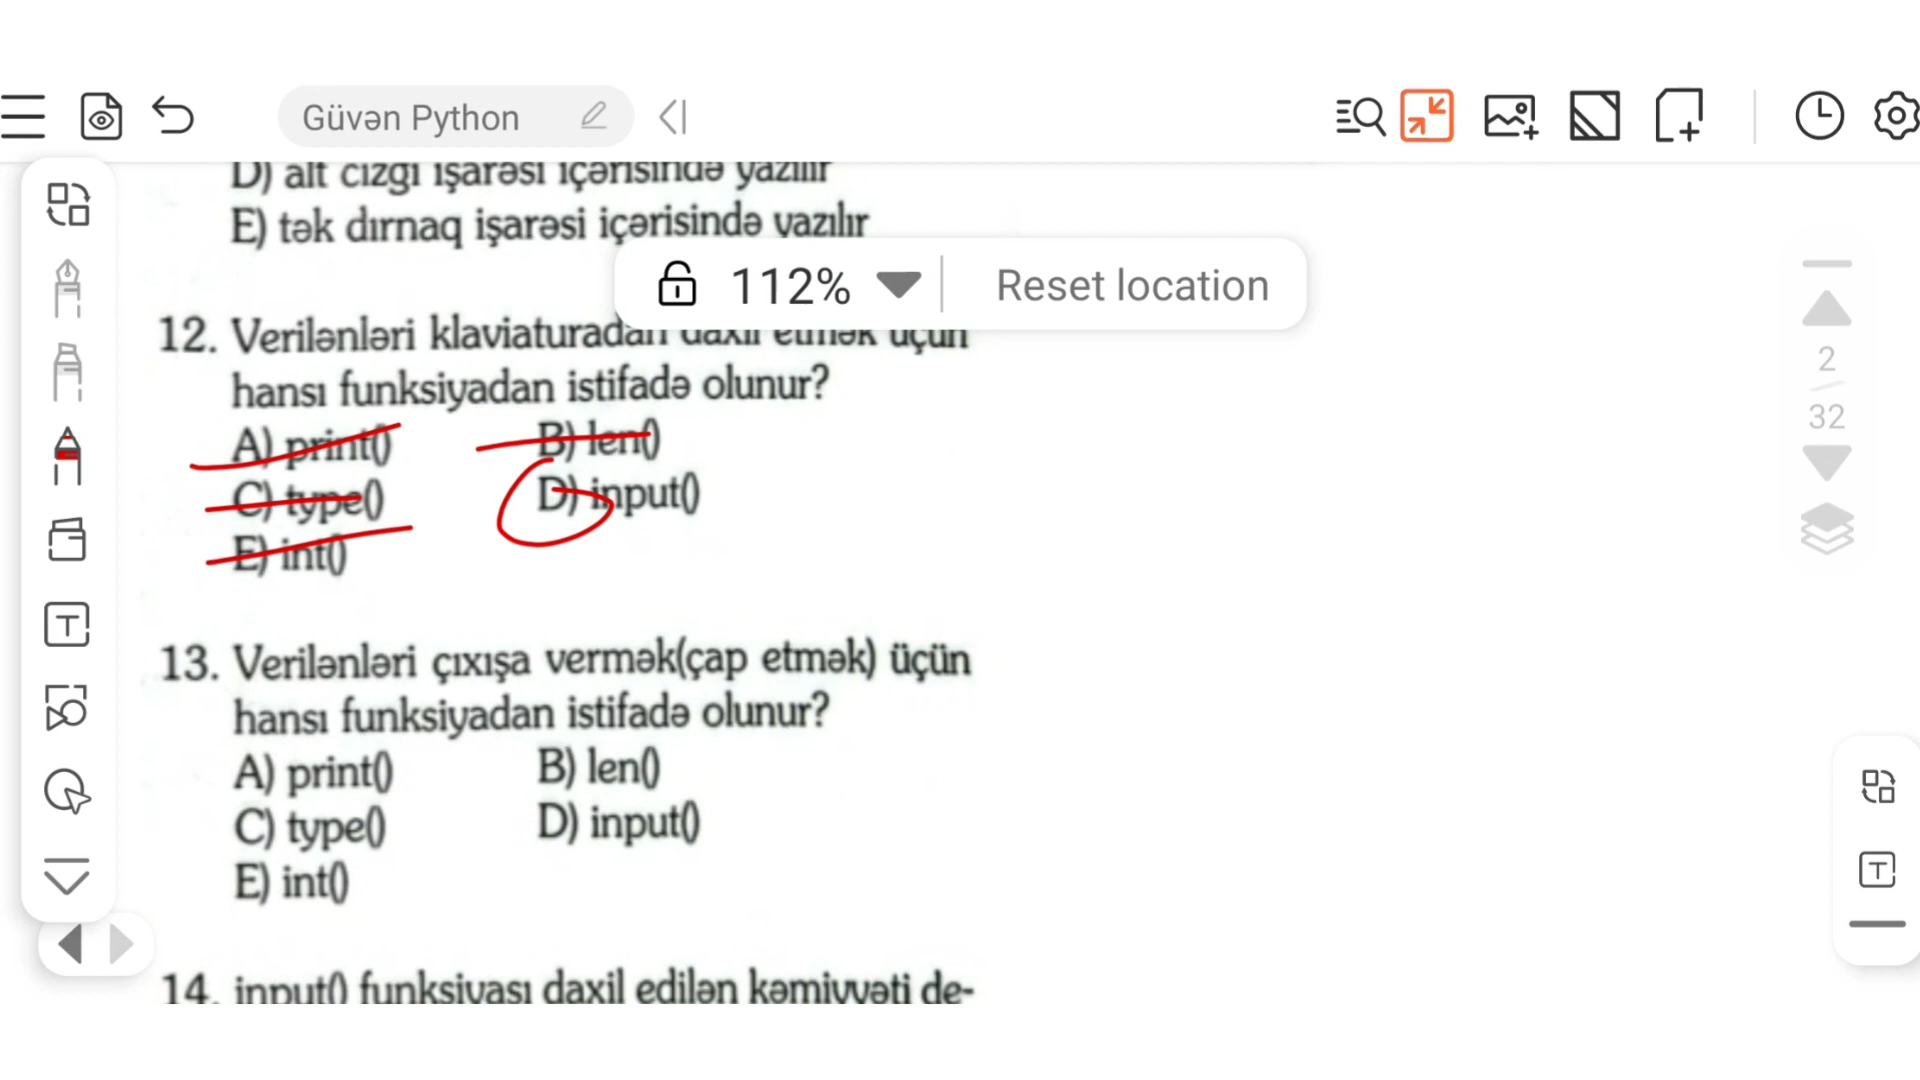 Güvən Python
D) alt cızgı işarəsi içərisində yazılır
E) tək dırnaq işarəsi içərisində yazılır
112% Reset location
12. Verilənləri klaviaturadan daxil etmək üçün
hansı funksiyadan istifadə olunur?
A) print() B) len()
C) type() D) input()
E) int()
2
32
13. Verilənləri çıxışa vermək(çap etmək) üçün
hansı funksiyadan istifadə olunur?
A) print() B) len()
C) type() D) input()
E) int()
14. input() funksiyası daxil edilən kəmiyyəti de-